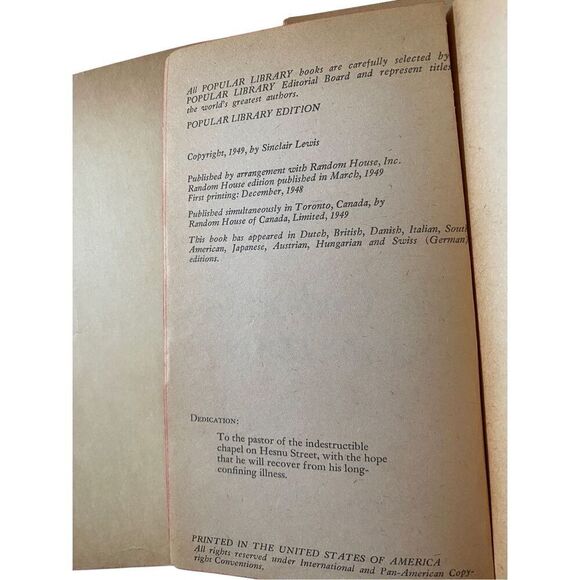 All POPULAR LIBRARY books are carefully selected by
POPULAR LIBRARY Editorial Board and represent titles
the world's greatest authors.
POPULAR LIBRARY EDITION
Copyright, 1949, by Sinclair Lewis
Published by arrangement with Random House, Inc.
Random House edition published in March, 1949
First printing: December, 1948
Published simultaneously in Toronto, Canada, by
Random House of Canada, Limited, 1949
This book has appeared in Dutch, British, Danish, Italian, South
American, Japanese, Austrian, Hungarian and Swiss (German)
editions.
DEDICATION:
To the pastor of the indestructible
chapel on Hesnu Street, with the hope
that he will recover from his long-
confining illness.
PRINTED IN THE UNITED STATES OF AMERICA
All rights reserved under International and Pan-American Copy-
right Conventions.